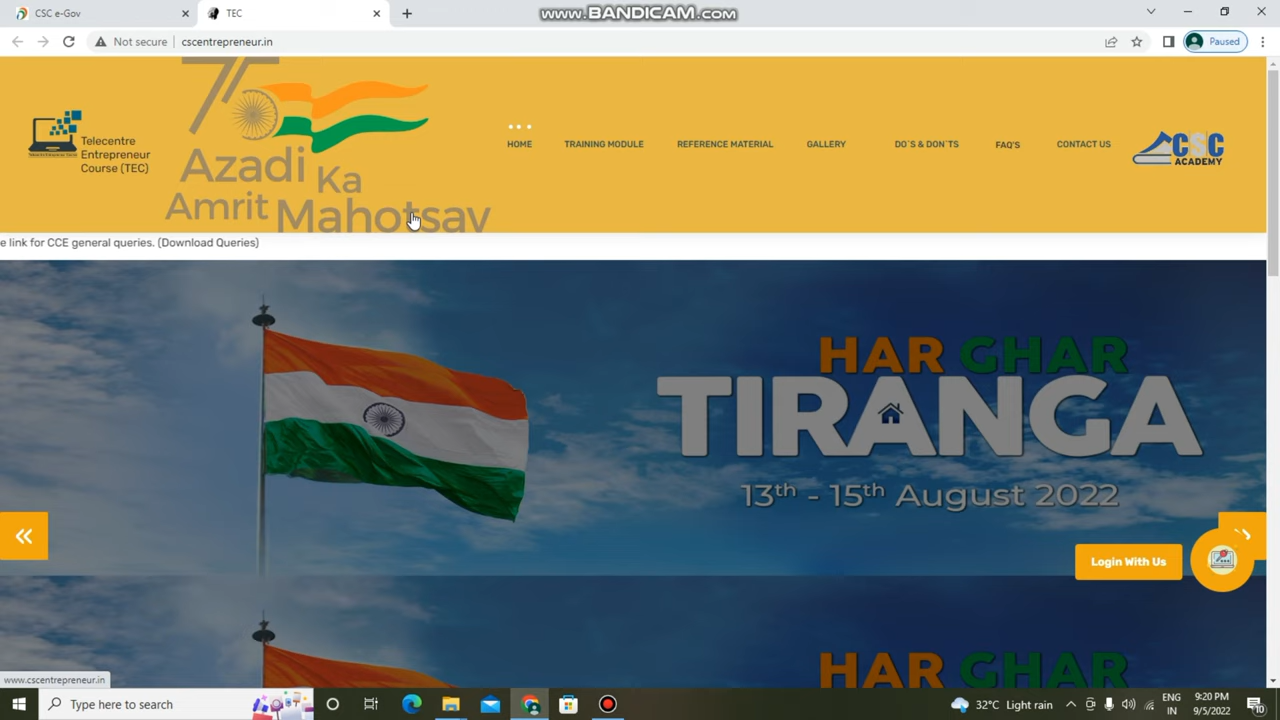 CSC e-Gov
TEC
www.BANDICAM.com
Not secure
cscentrepreneur.in
Paused
Telecentre
Entrepreneur
Course (TEC)
75
Azadi Ka
Amrit Mahotsav
HOME
TRAINING MODULE
REFERENCE MATERIAL
GALLERY
DO`S & DON`TS
FAQ'S
CONTACT US
CSC
ACADEMY
e link for CCE general queries. (Download Queries)
HAR GHAR
TIRANGA
13th - 15th August 2022
Login With Us
HAR GHAR
www.cscentrepreneur.in
Type here to search
32°C Light rain
ENG
IN
9:20 PM
9/5/2022
10